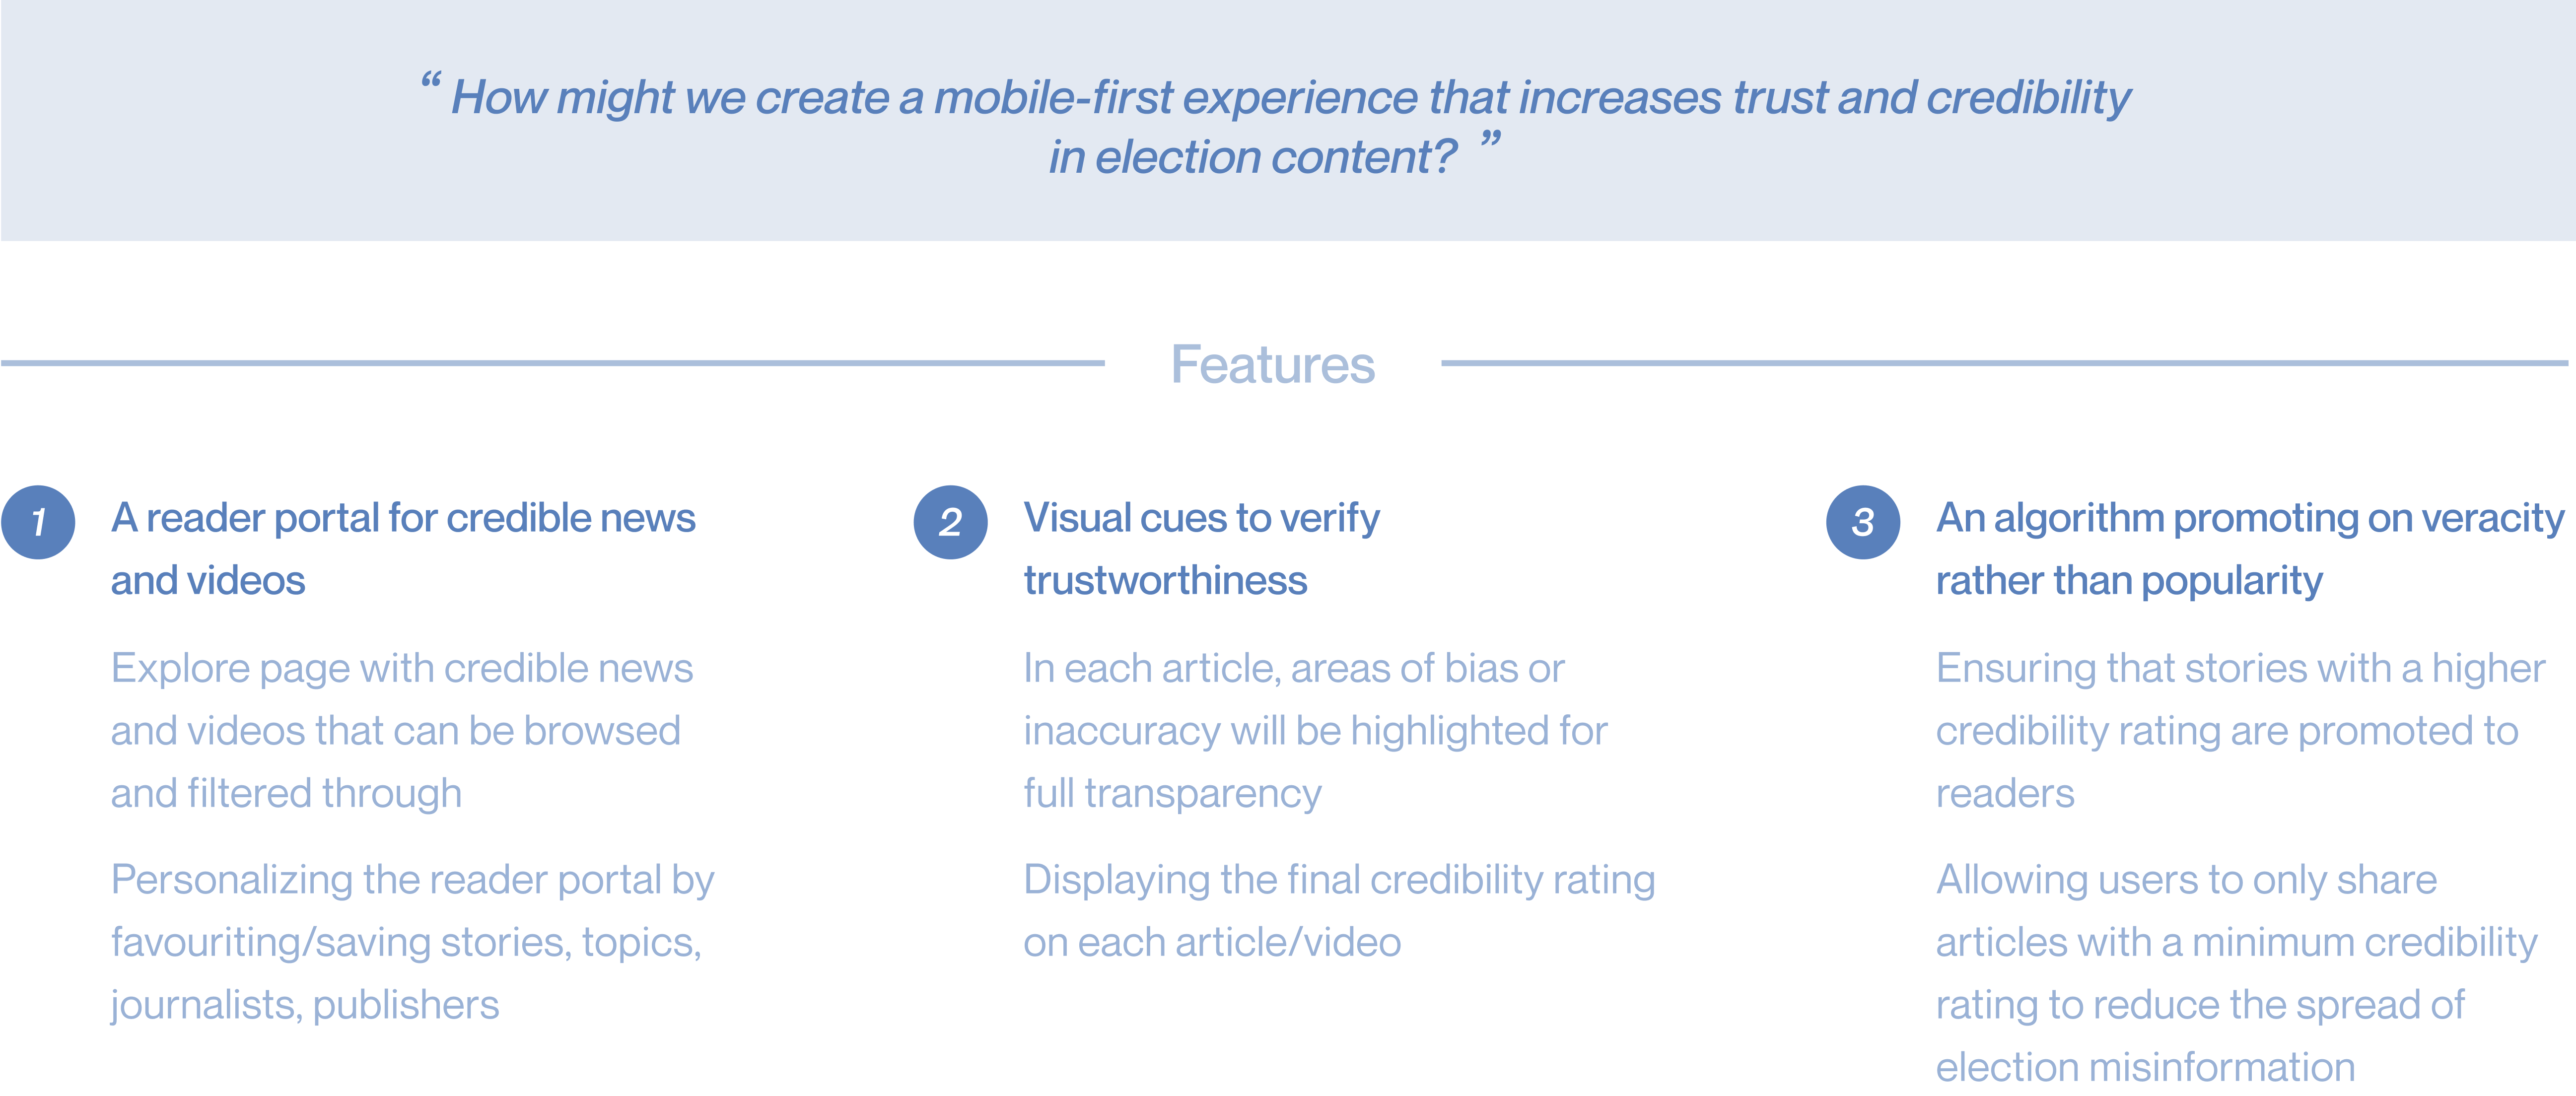 “ How might we create a mobile-first experience that increases trust and credibility
in election content? ”
Features
1
A reader portal for credible news
and videos
Explore page with credible news
and videos that can be browsed
and filtered through
Personalizing the reader portal by
favouriting/saving stories, topics,
journalists, publishers
2
Visual cues to verify
trustworthiness
In each article, areas of bias or
inaccuracy will be highlighted for
full transparency
Displaying the final credibility rating
on each article/video
3
An algorithm promoting on veracity
rather than popularity
Ensuring that stories with a higher
credibility rating are promoted to
readers
Allowing users to only share
articles with a minimum credibility
rating to reduce the spread of
election misinformation